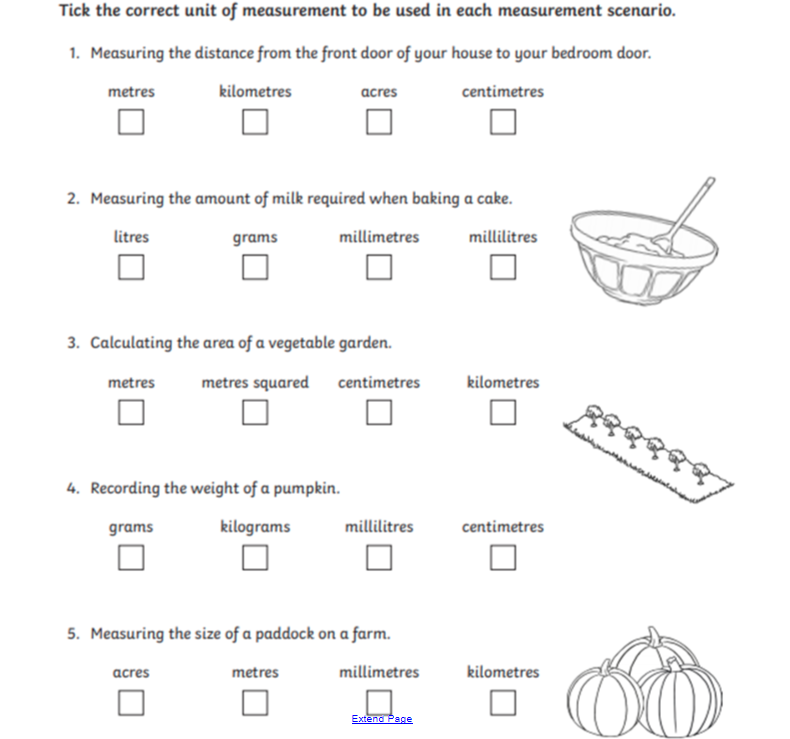 Tick the correct unit of measurement to be used in each measurement scenario.
1. Measuring the distance from the front door of your house to your bedroom door.
metres kilometres acres centimetres
2. Measuring the amount of milk required when baking a cake.
litres grams millimetres millilitres
3. Calculating the area of a vegetable garden.
metres metres squared centimetres kilometres
4. Recording the weight of a pumpkin.
grams kilograms millilitres centimetres
5. Measuring the size of a paddock on a farm.
acres metres millimetres kilometres
Extend Page